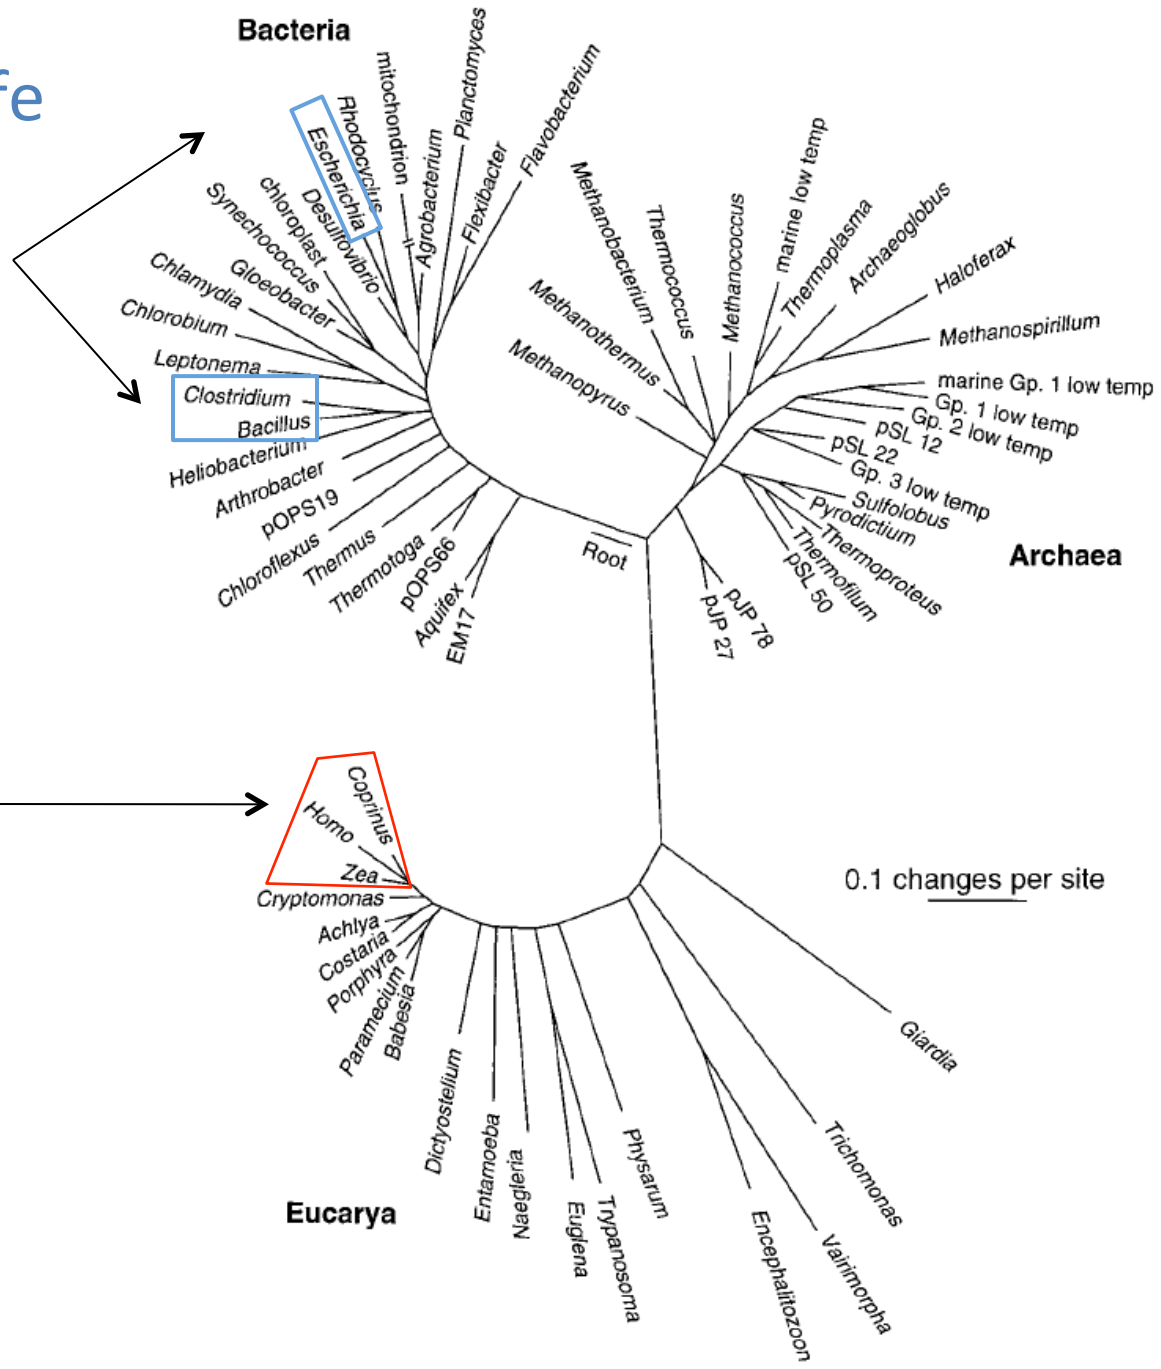 fe
Bacteria
Planctomyces
mitochondrion
Flavobacterium
Rhodocyclus
Escherichia
Agrobacterium
Flexibacter
Desulfovibrio
chloroplast
Synechococcus
Gloeobacter
Chlamydia
Chlorobium
Leptonema
Clostridium
Bacillus
Heliobacterium
Arthrobacter
pOPS19
Chloroflexus
Thermus
Thermotoga
pOPS66
Aquifex
EM17
Root
Methanopyrus
Methanothermus
Methanobacterium
Thermococcus
Methanococcus
marine low temp
Thermoplasma
Archaeoglobus
Haloferax
Methanospirillum
marine Gp. 1 low temp
Gp. 1 low temp
Gp. 2 low temp
pSL 12
pSL 22
Gp. 3 low temp
Sulfolobus
Pyrodictium
Thermoproteus
Thermofilum
pSL 50
pJP 78
pJP 27
Archaea
Coprinus
Homo
Zea
Cryptomonas
Achlya
Costaria
Porphyra
Paramecium
Babesia
Dictyostelium
Entamoeba
Naegleria
Euglena
Trypanosoma
Physarum
Encephalitozoon
Vairimorpha
Trichomonas
Giardia
0.1 changes per site
Eucarya